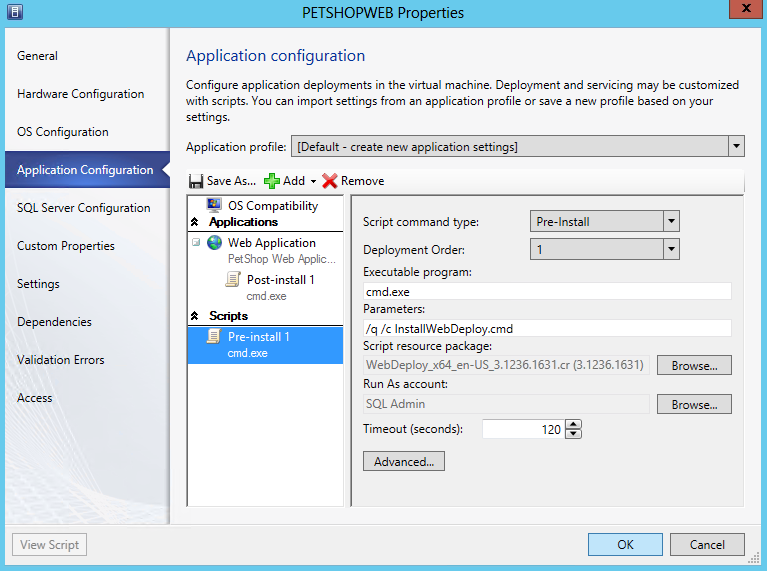 PETSHOPWEB Properties
x
General
Hardware Configuration
OS Configuration
Application Configuration
SQL Server Configuration
Custom Properties
Settings
Dependencies
Validation Errors
Access
Application configuration
Configure application deployments in the virtual machine. Deployment and servicing may be customized
with scripts. You can import settings from an application profile or save a new profile based on your
settings.
Application profile: [Default - create new application settings]
Save As... Add Remove
OS Compatibility
Applications
Web Application
PetShop Web Applic...
Post-install 1
cmd.exe
Scripts
Pre-install 1
cmd.exe
Script command type: Pre-Install
Deployment Order: 1
Executable program:
cmd.exe
Parameters:
/q /c InstallWebDeploy.cmd
Script resource package:
WebDeploy_x64_en-US_3.1236.1631.cr (3.1236.1631) Browse...
Run As account:
SQL Admin Browse...
Timeout (seconds): 120
Advanced...
View Script OK Cancel